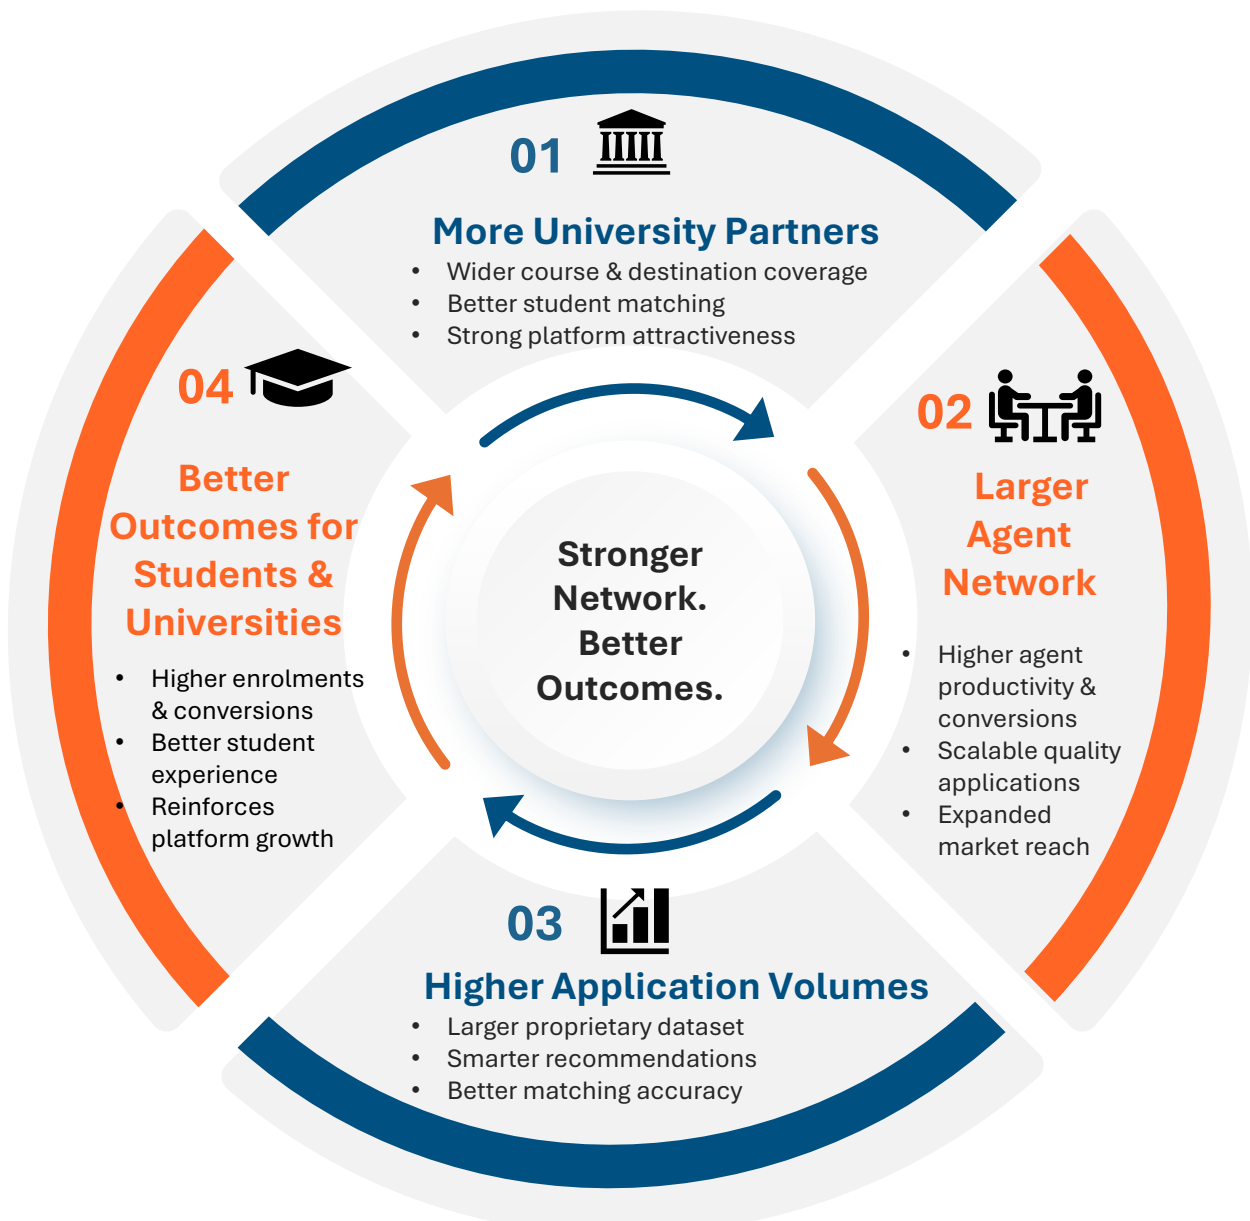 01
More University Partners
• Wider course & destination coverage
• Better student matching
• Strong platform attractiveness
02
Larger
Agent
Network
• Higher agent
productivity &
conversions
• Scalable quality
applications
• Expanded
market reach
03
Higher Application Volumes
• Larger proprietary dataset
• Smarter recommendations
• Better matching accuracy
04
Better
Outcomes for
Students &
Universities
• Higher enrolments
& conversions
• Better student
experience
• Reinforces
platform growth
Stronger
Network.
Better
Outcomes.